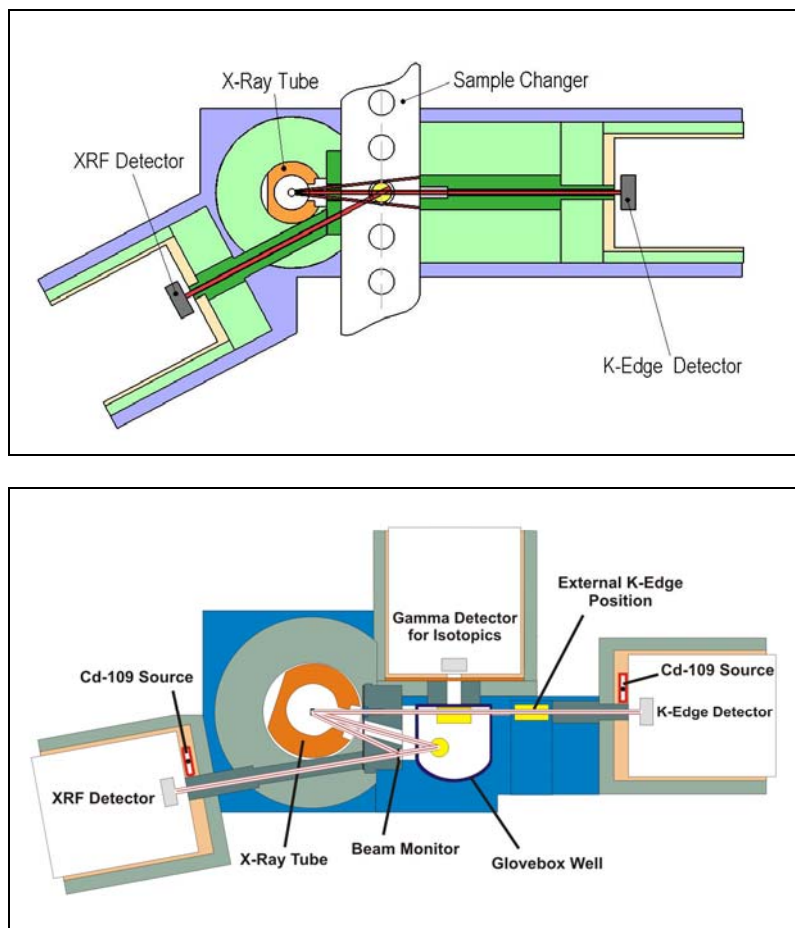 X-Ray Tube
Sample Changer
XRF Detector
K-Edge Detector
External K-Edge
Position
Gamma Detector
for Isotopics
Cd-109 Source
Cd-109 Source
K-Edge Detector
XRF Detector
Beam Monitor
X-Ray Tube
Glovebox Well